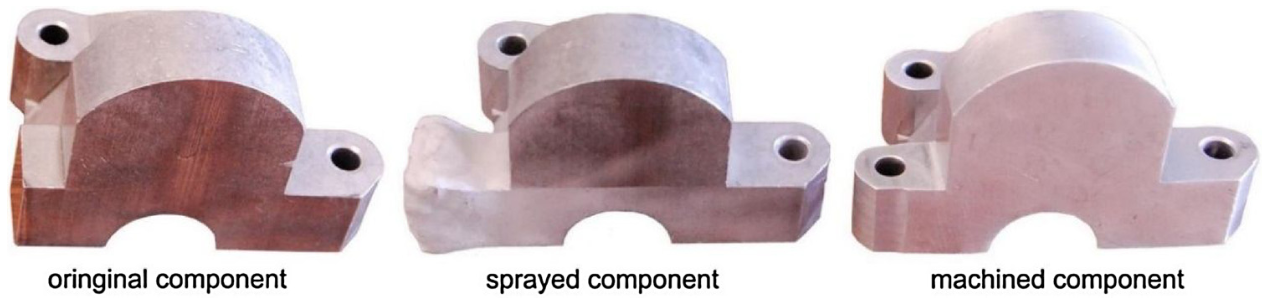 oringinal component
sprayed component
machined component